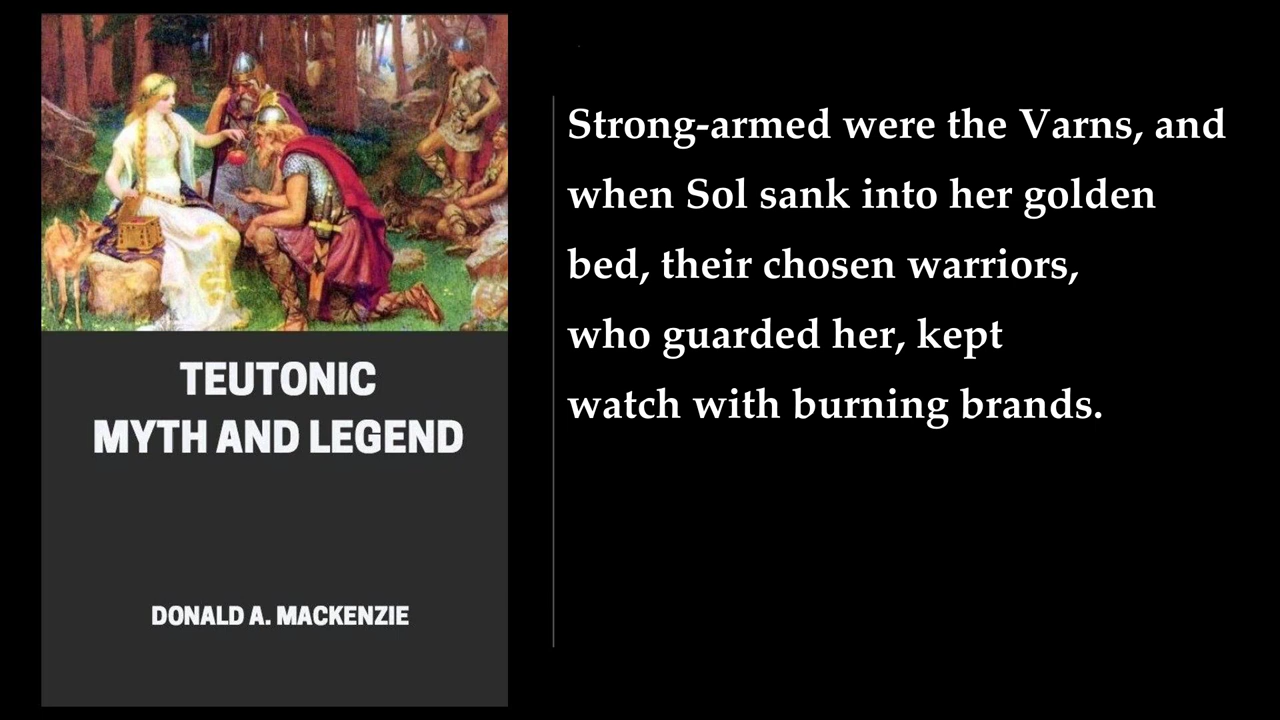 TEUTONIC
MYTH AND LEGEND
DONALD A. MACKENZIE
Strong-armed were the Varns, and
when Sol sank into her golden
bed, their chosen warriors,
who guarded her, kept
watch with burning brands.